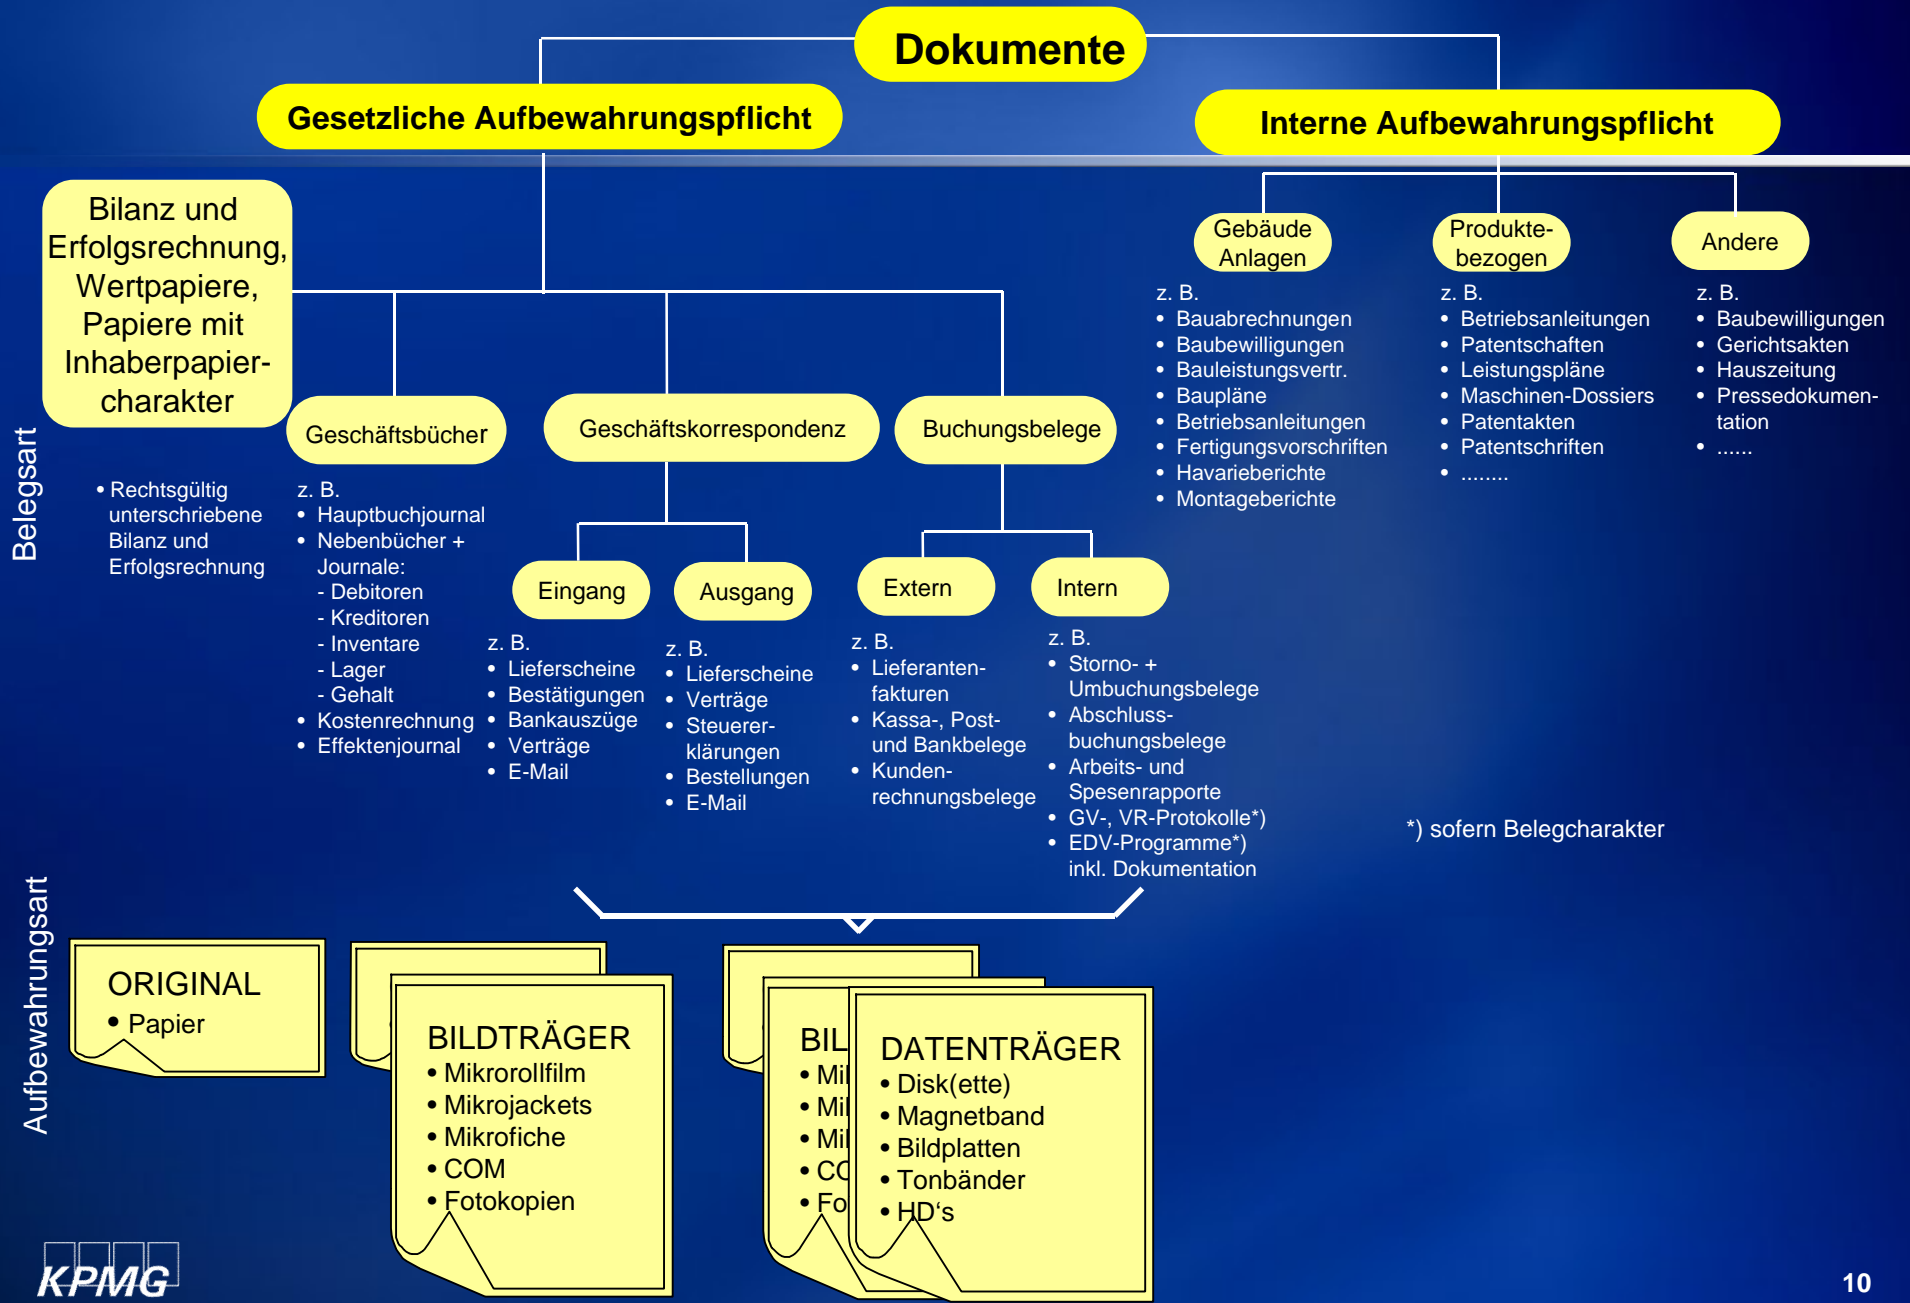 Dokumente
Gesetzliche Aufbewahrungspflicht
Interne Aufbewahrungspflicht
Belegsart
Bilanz und
Erfolgsrechnung,
Wertpapiere,
Papiere mit
Inhaberpapier-
charakter
• Rechtsgültig
unterschriebene
Bilanz und
Erfolgsrechnung
Geschäftsbücher
z. B.
• Hauptbuchjournal
• Nebenbücher +
Journale:
- Debitoren
- Kreditoren
- Inventare
- Lager
- Gehalt
• Kostenrechnung
• Effektenjournal
Geschäftskorrespondenz
Eingang
z. B.
• Lieferscheine
• Bestätigungen
• Bankauszüge
• Verträge
• E-Mail
Ausgang
z. B.
• Lieferscheine
• Verträge
• Steuerer-
klärungen
• Bestellungen
• E-Mail
Buchungsbelege
Extern
z. B.
• Lieferanten-
fakturen
• Kassa-, Post-
und Bankbelege
• Kunden-
rechnungsbelege
Intern
z. B.
• Storno- +
Umbuchungsbelege
• Abschluss-
buchungsbelege
• Arbeits- und
Spesenrapporte
• GV-, VR-Protokolle*)
• EDV-Programme*)
inkl. Dokumentation
Gebäude
Anlagen
z. B.
• Bauabrechnungen
• Baubewilligungen
• Bauleistungsvertr.
• Baupläne
• Betriebsanleitungen
• Fertigungsvorschriften
• Havarieberichte
• Montageberichte
Produkte-
bezogen
z. B.
• Betriebsanleitungen
• Patentschaften
• Leistungspläne
• Maschinen-Dossiers
• Patentakten
• Patentschriften
• ........
Andere
z. B.
• Baubewilligungen
• Gerichtsakten
• Hauszeitung
• Pressedokumen-
tation
• ......
*) sofern Belegcharakter
Aufbewahrungsart
ORIGINAL
• Papier
BILDTRÄGER
• Mikrorollfilm
• Mikrojackets
• Mikrofiche
• COM
• Fotokopien
BIL
• Mi
• Mi
• Mi
• CO
• Fo
DATENTRÄGER
• Disk(ette)
• Magnetband
• Bildplatten
• Tonbänder
• HD‘s
KPMG
10